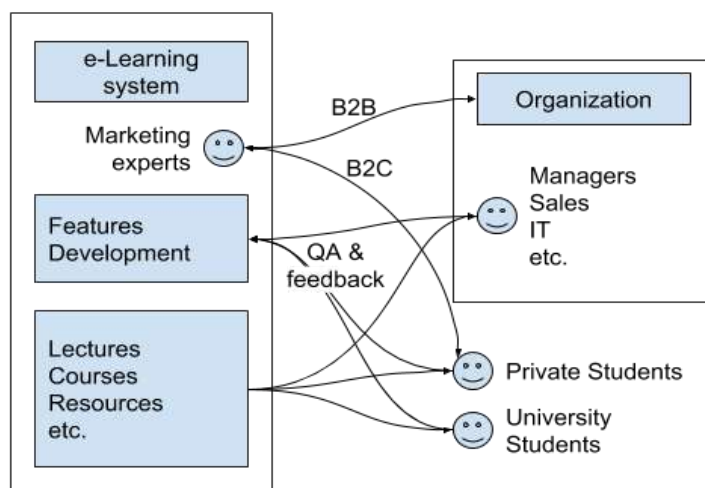 e-Learning
system
Marketing
experts
Features
Development
Lectures
Courses
Resources
etc.
B2B
B2C
QA &
feedback
Organization
Managers
Sales
IT
etc.
Private Students
University
Students